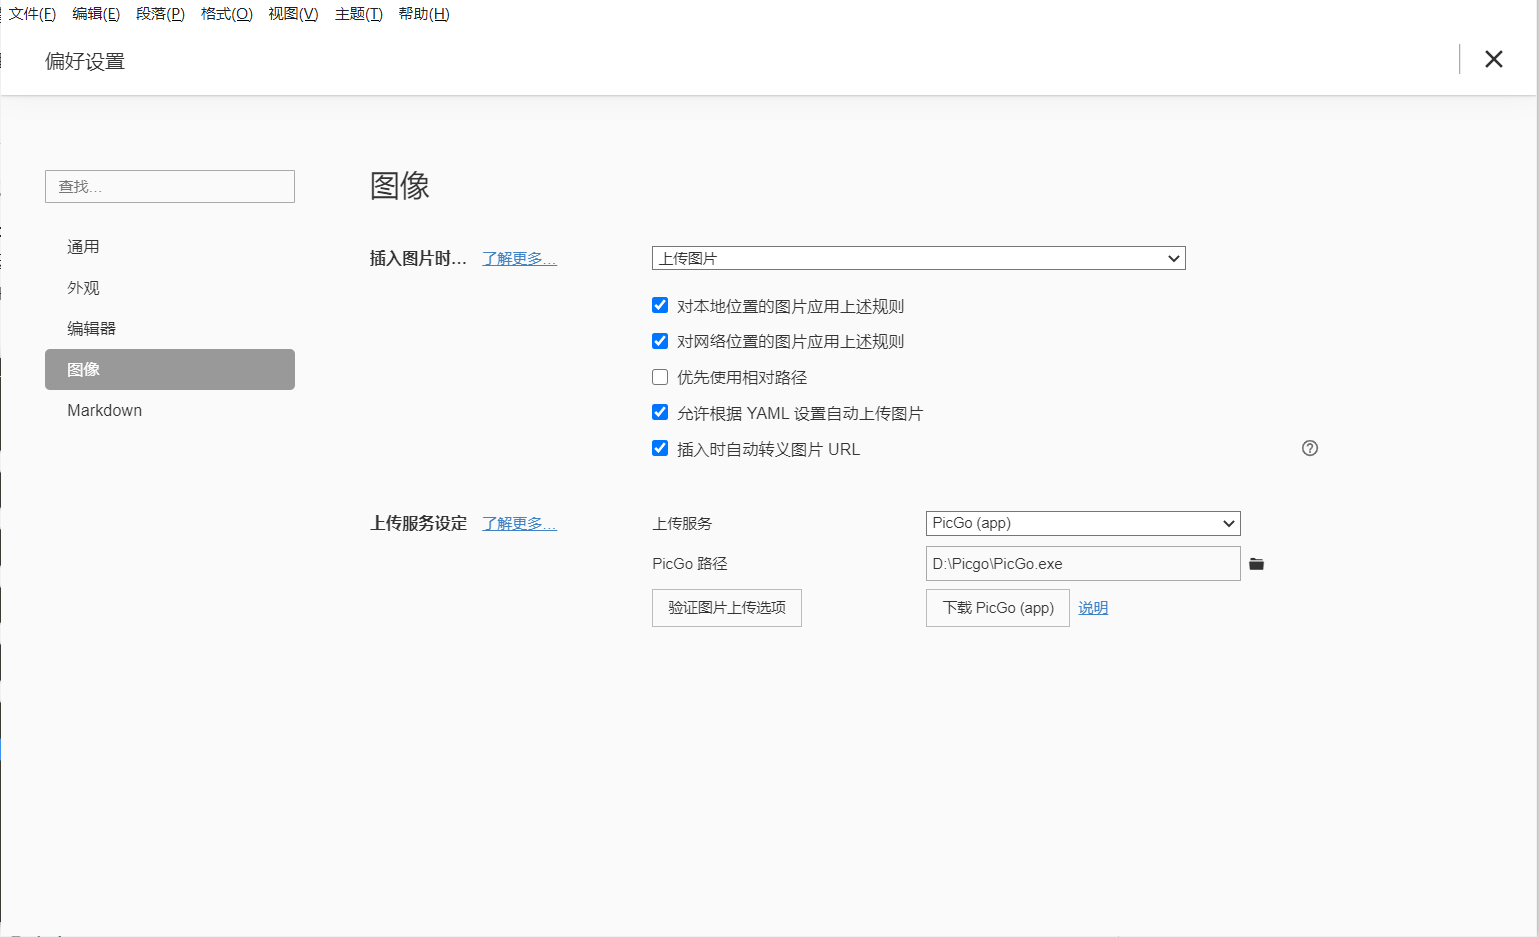 文件(F) 编辑(E) 段落(P) 格式(O) 视图(V) 主题(T) 帮助(H)
偏好设置
查找...
通用
外观
编辑器
图像
Markdown
图像
插入图片时... 了解更多... 上传图片
对本地位置的图片应用上述规则
对网络位置的图片应用上述规则
优先使用相对路径
允许根据 YAML 设置自动上传图片
插入时自动转义图片 URL
上传服务设定 了解更多... 上传服务 PicGo (app)
PicGo 路径 D:\Picgo\PicGo.exe
验证图片上传选项 下载 PicGo (app) 说明